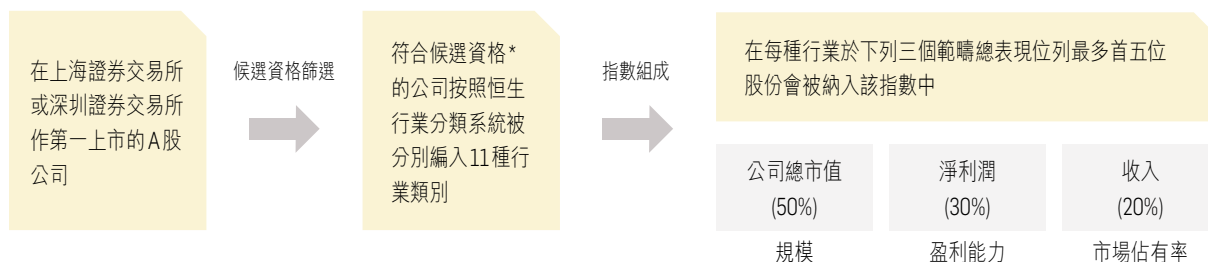 在上海證券交易所
或深圳證券交易所
作第一上市的A股
公司
候選資格篩選
符合候選資格*
的公司按照恒生
行業分類系統被
分別編入11種行
業類別
指數組成
在每種行業於下列三個範疇總表現位列最多首五位
股份會被納入該指數中
公司總市值
(50%)
規模
淨利潤
(30%)
盈利能力
收入
(20%)
市場佔有率